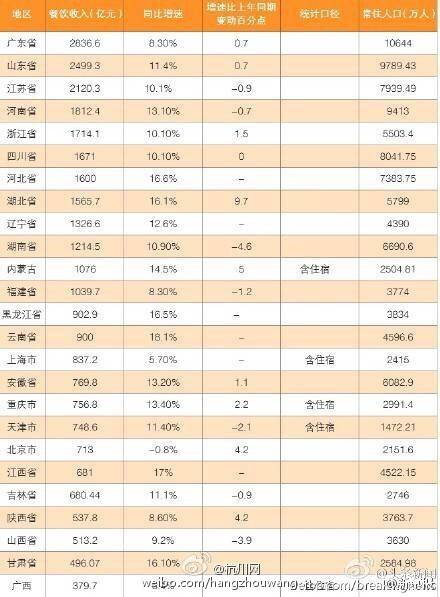 地区 餐饮收入(亿元) 同比增速 增速比上年同期变动百分点 统计口径 常住人口(万人)
广东省 2836.6 8.30% 0.7 10644
山东省 2499.3 11.4% 0.7 9789.43
江苏省 2120.3 10.1% -0.9 7939.49
河南省 1812.4 13.10% -0.7 9413
浙江省 1714.1 10.10% 1.5 5503.4
四川省 1671 10.10% 0 8041.75
河北省 1600 16.6% – 7383.75
湖北省 1565.7 16.1% 9.7 5799
辽宁省 1326.6 12.6% – 4390
湖南省 1214.5 10.90% -4.6 6690.6
内蒙古 1076 14.5% 5 含住宿 2504.81
福建省 1039.7 8.30% -1.2 3774
黑龙江省 902.9 16.5% – 3834
云南省 900 18.1% – 4596.6
上海市 837.2 5.70% – 含住宿 2415
安徽省 769.8 13.20% 1.1 6082.9
重庆市 756.8 13.40% 2.2 含住宿 2991.4
天津市 748.6 11.40% -2.1 含住宿 1472.21
北京市 713 -0.8% 4.2 2151.6
江西省 681 17% – 4522.15
吉林省 680.44 11.1% -0.9 2746
陕西省 537.8 8.60% 4.2 3763.7
山西省 513.2 9.2% -3.9 3630
甘肃省 496.07 16.10% 2584.98
广西 379.7
杭州网
weibo.com/hangzhouwang
头条新闻